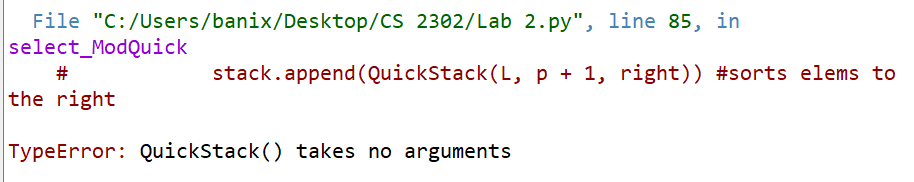 File "C:/Users/banix/Desktop/CS 2302/Lab 2.py", line 85, in
select_ModQuick
# stack.append(QuickStack(L, p + 1, right)) #sorts elems to
the right
TypeError: QuickStack() takes no arguments